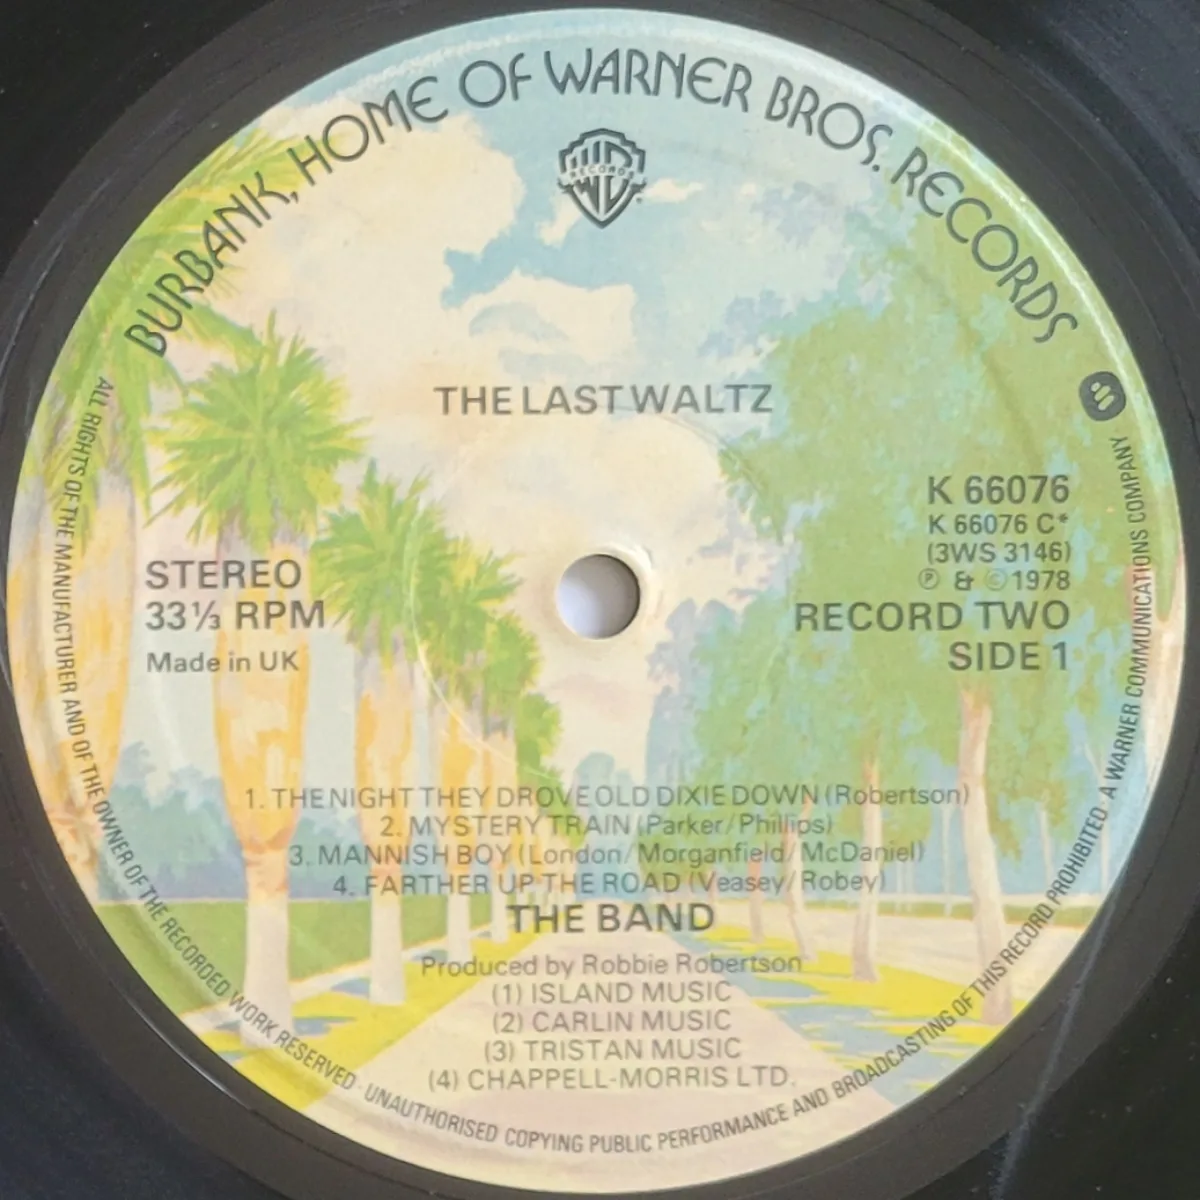 BURBANK, HOME OF WARNER BROS. RECORDS
RECORDS
THE LAST WALTZ
K 66076
K 66076 C*
(3WS 3146)
℗ & © 1978
RECORD TWO
SIDE 1
STEREO
33⅓ RPM
Made in UK
1. THE NIGHT THEY DROVE OLD DIXIE DOWN (Robertson)
2. MYSTERY TRAIN (Parker/Phillips)
3. MANNISH BOY (London/Morganfield/McDaniel)
4. FARTHER UP THE ROAD (Veasey/Robey)
THE BAND
Produced by Robbie Robertson
(1) ISLAND MUSIC
(2) CARLIN MUSIC
(3) TRISTAN MUSIC
(4) CHAPPELL-MORRIS LTD.
ALL RIGHTS OF THE MANUFACTURER AND OF THE OWNER OF THE RECORDED WORK RESERVED · UNAUTHORISED COPYING PUBLIC PERFORMANCE AND BROADCASTING OF THIS RECORD PROHIBITED · A WARNER COMMUNICATIONS COMPANY ·